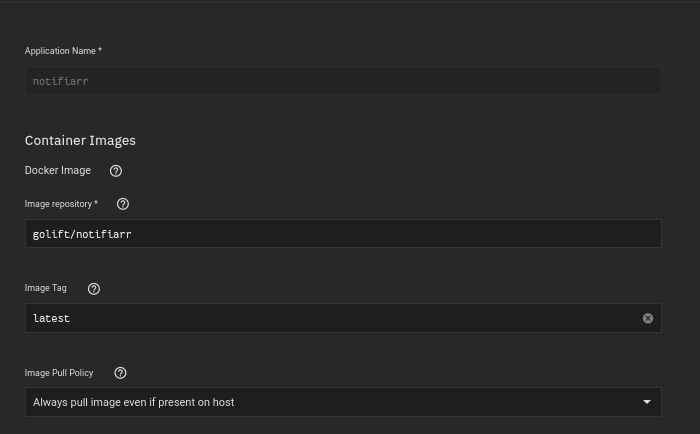 Application Name *
notifiarr
Container Images
Docker Image
Image repository *
golift/notifiarr
Image Tag
latest
Image Pull Policy
Always pull image even if present on host